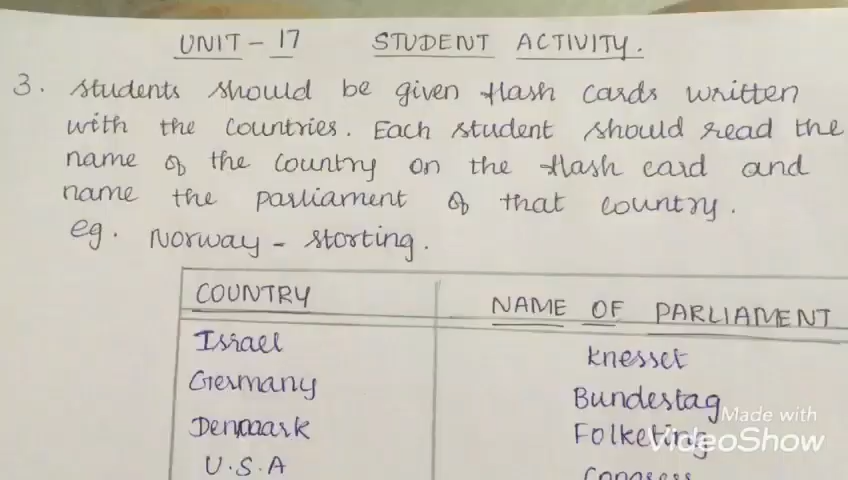 UNIT - 17 STUDENT ACTIVITY.
3. students should be given flash cards written
with the countries. Each student should read the
name of the country on the flash card and
name the parliament of that country.
eg. Norway - storting.
COUNTRY NAME OF PARLIAMENT
Israel Knesset
Germany Bundestag
Denmark Folketing
U.S.A Congress
Made with
VideoShow